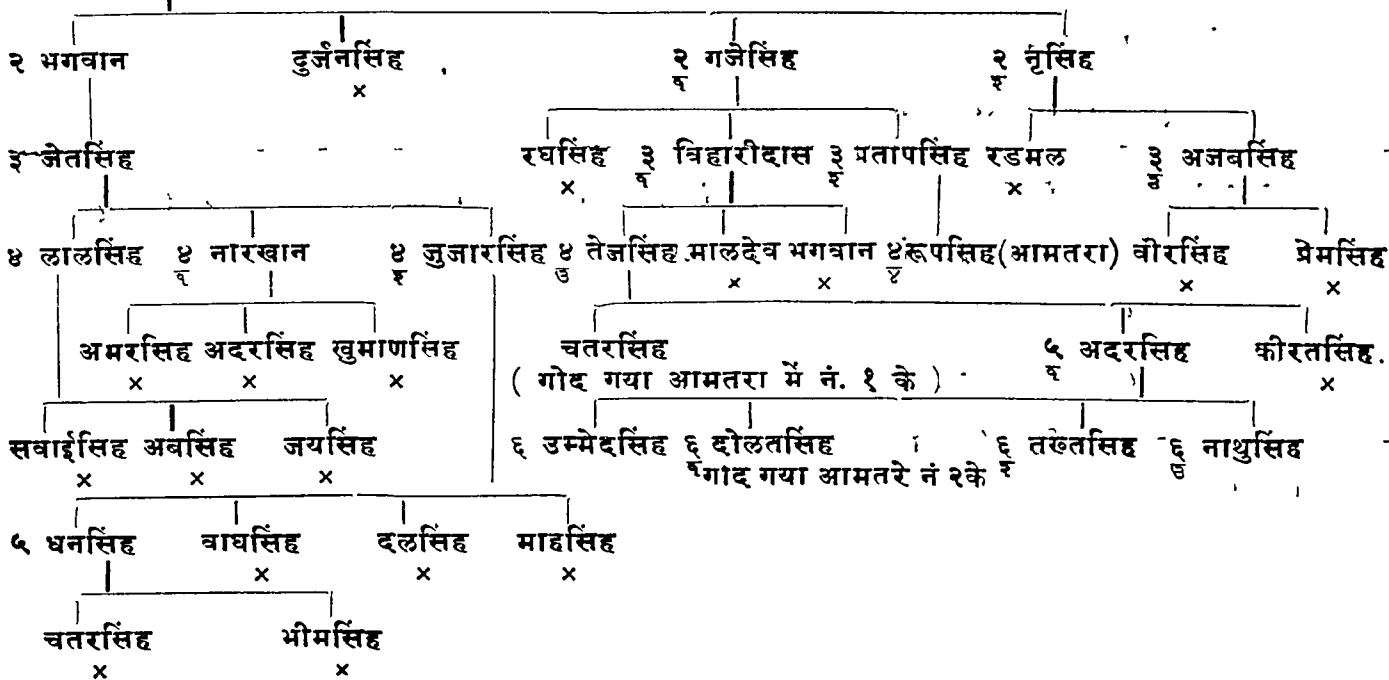 २ भगवान दुर्जनसिंह २/व गजेसिंह २/इ नृंसिंह
× 
३ जेतसिंह रघसिंह ३/व विहारीदास ३/इ प्रतापसिंह रडमल ३/उ अजबसिंह
× ×
४ लालसिंह ४/व नारखान ४/इ जुजारसिंह ४/उ तेजसिंह मालदेव भगवान ४ रूपसिंह (आमतरा) वीरसिंह प्रेमसिंह
× × × ×
अमरसिंह अदरसिंह खुमाणसिंह चतरसिंह ५/व अदरसिंह कीरतसिंह.
× × × ( गोद गया आमतरा में नं. १ के ) ×
सवाईसिंह अबसिंह जयसिंह ६ उम्मेदसिंह ६/व दोलतसिंह ६/इ तख्तसिंह ६/उ नाथुसिंह
× × × गोद गया आमतरे नं २ के
५ धनसिंह वाघसिंह दलसिंह माहसिंह
× × ×
चतरसिंह भीमसिंह
× ×